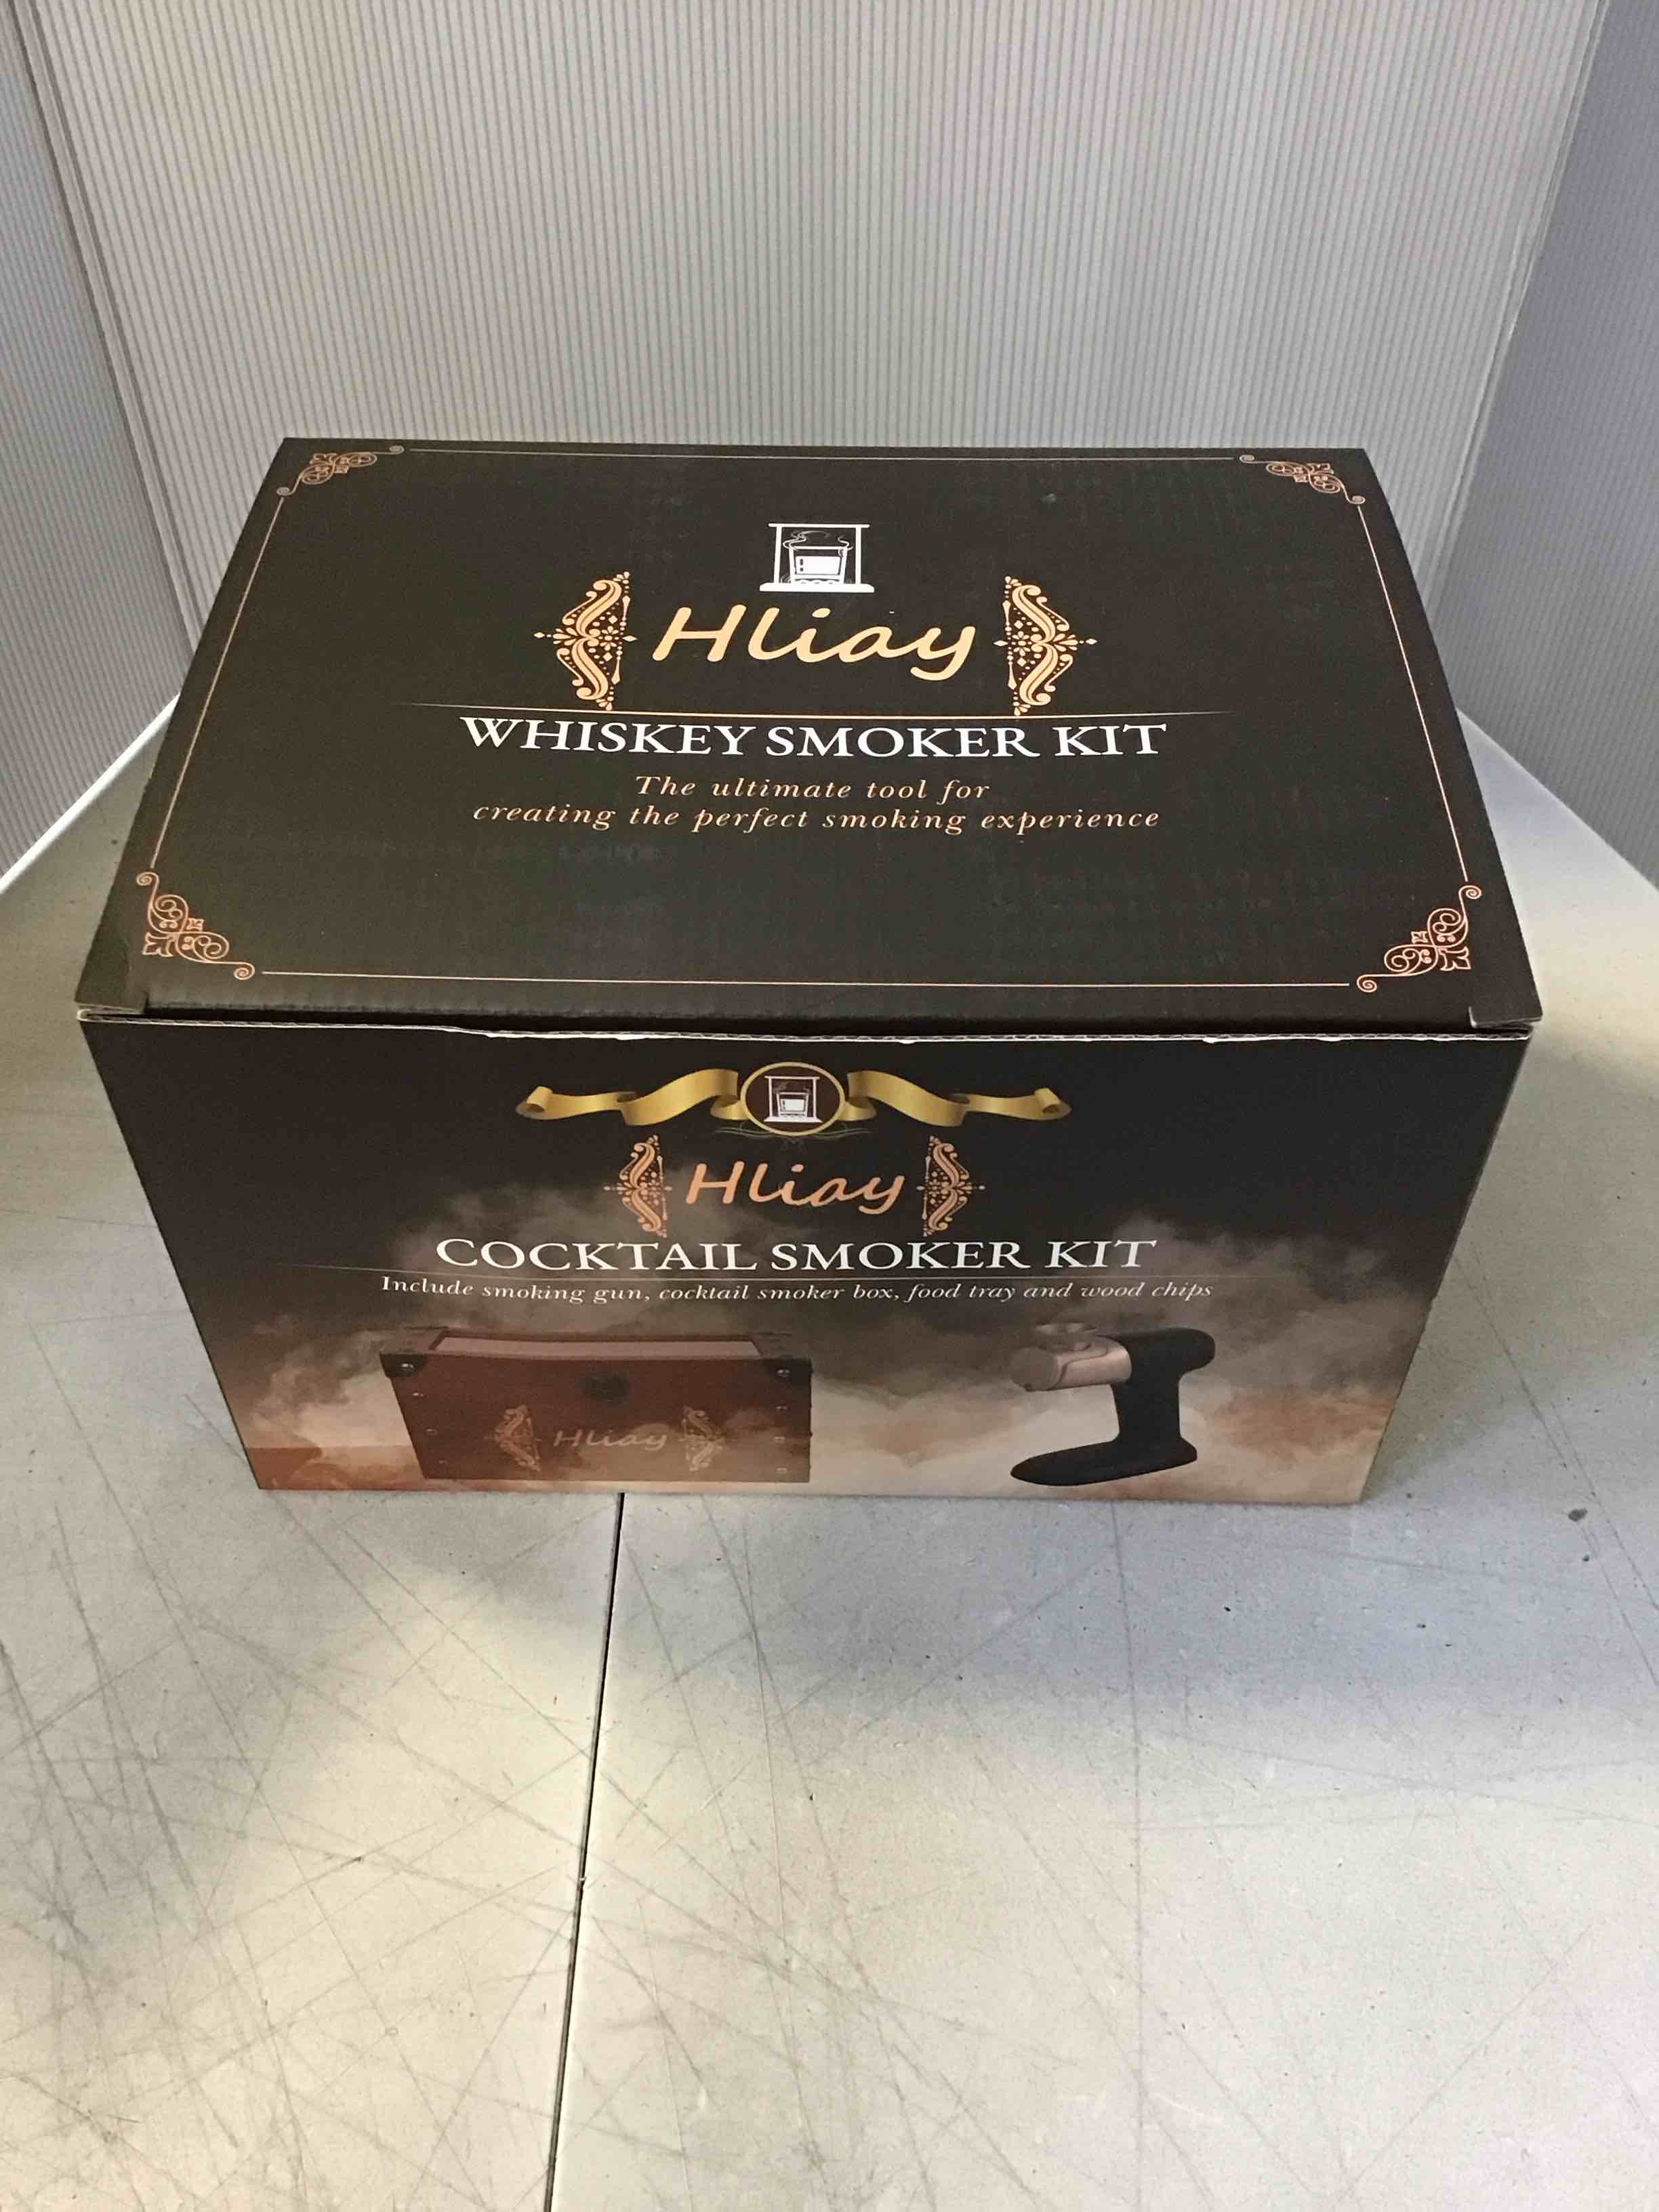 Hliay
WHISKEY SMOKER KIT
The ultimate tool for
creating the perfect smoking experience
Hliay
COCKTAIL SMOKER KIT
Include smoking gun, cocktail smoker box, food tray and wood chips
Hliay